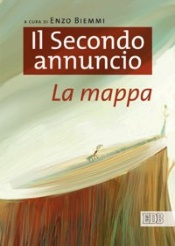 A CURA DI ENZO BIEMMI
Il Secondo
annuncio
La mappa
EDB